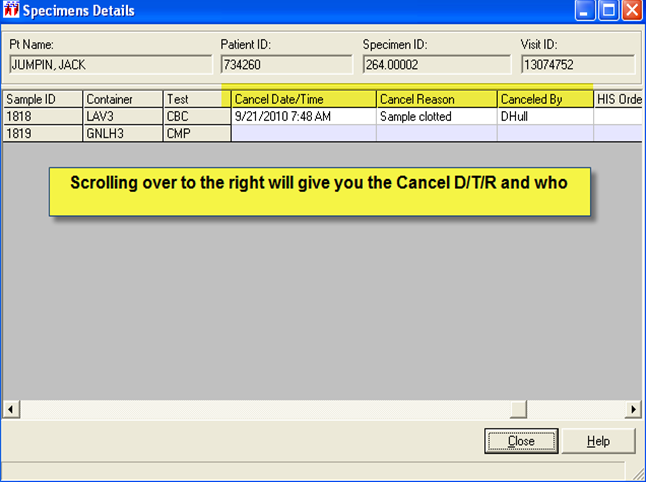 Specimens Details
Pt Name: Patient ID: Specimen ID: Visit ID:
JUMPIN, JACK 734260 264.00002 13074752
Sample ID Container Test Cancel Date/Time Cancel Reason Canceled By HIS Orde
1818 LAV3 CBC 9/21/2010 7:48 AM Sample clotted DHull
1819 GNLH3 CMP
Scrolling over to the right will give you the Cancel D/T/R and who
Close Help